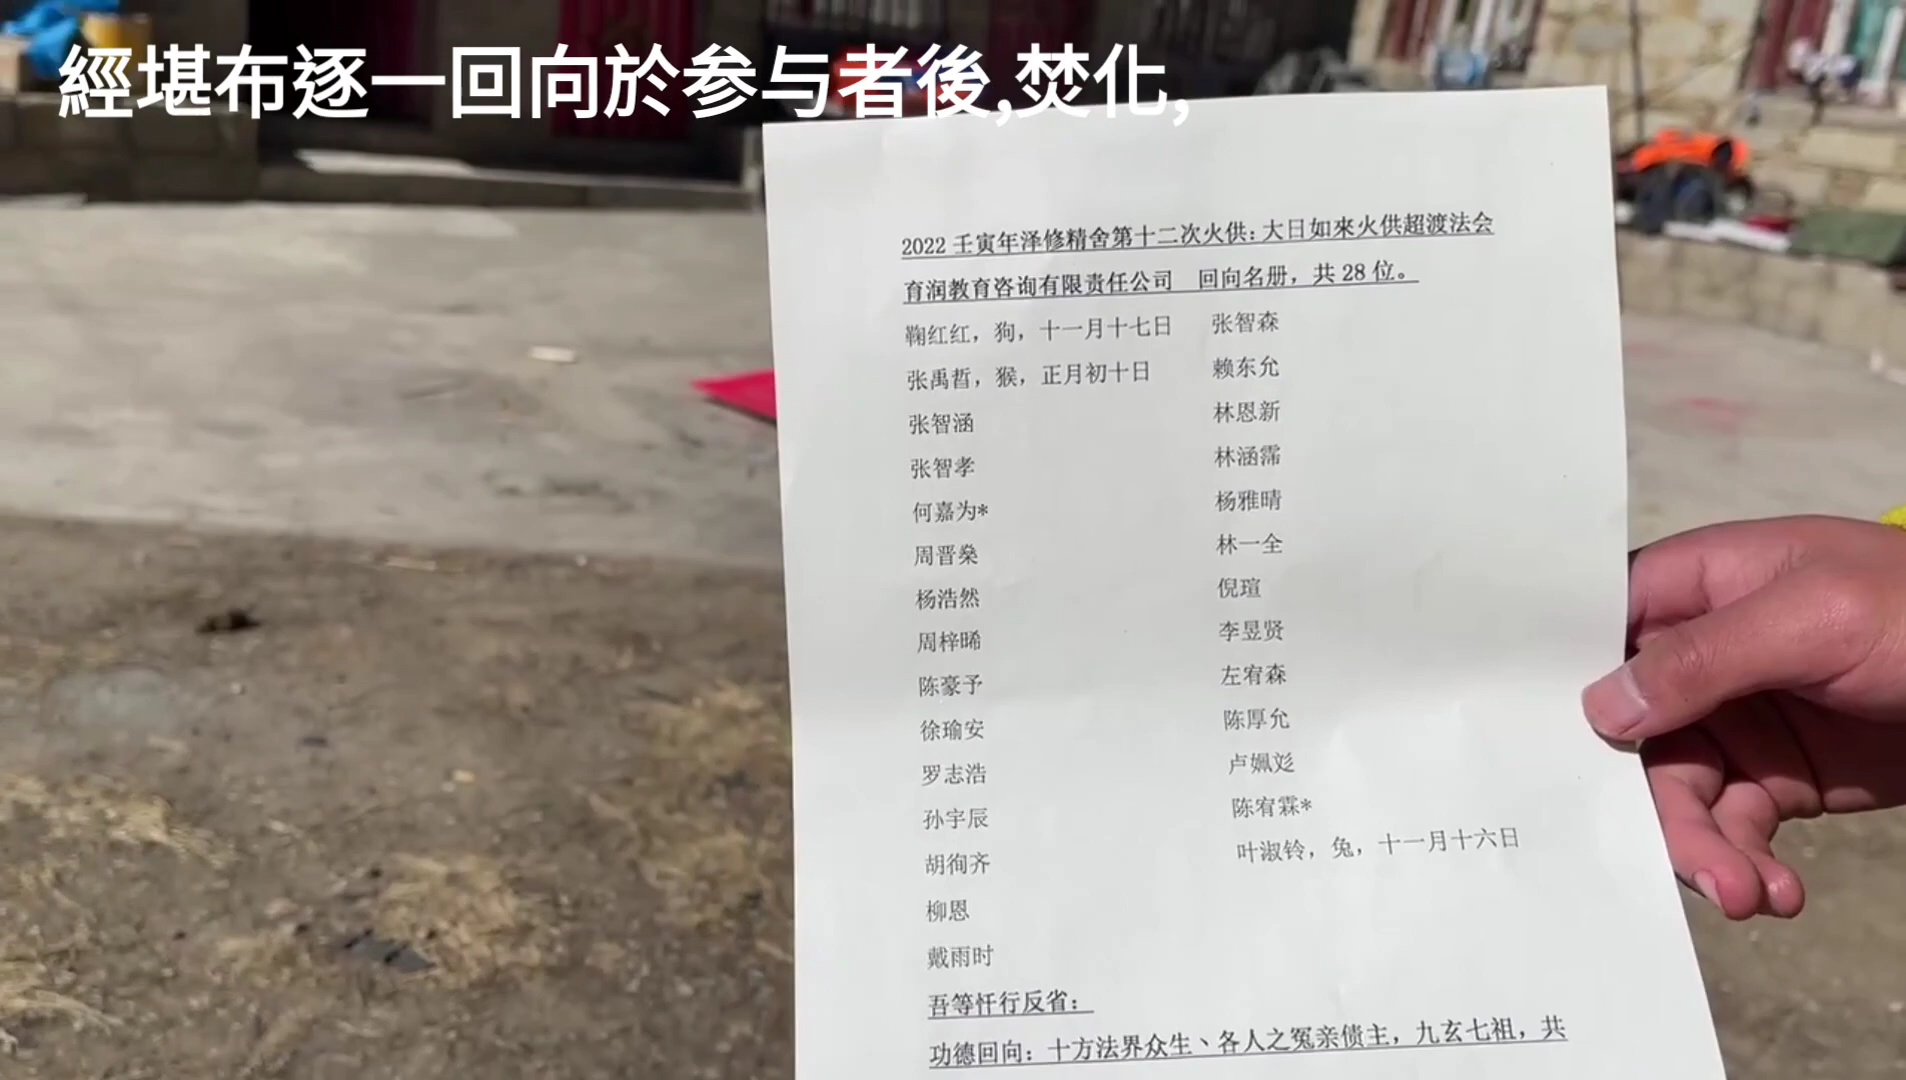 經堪布逐一回向於参与者後,焚化,
2022 壬寅年泽修精舍第十二次火供：大日如來火供超渡法会
育润教育咨询有限责任公司 回向名册，共 28 位。
鞠红红，狗，十一月十七日
张禹晢，猴，正月初十日
张智涵
张智孝
何嘉为*
周晋燊
杨浩然
周梓晞
陈豪予
徐瑜安
罗志浩
孙宇辰
胡徇齐
柳恩
戴雨时
张智森
赖东允
林恩新
林涵霈
杨雅晴
林一全
倪瑄
李昱贤
左宥森
陈厚允
卢姵彣
陈宥霖*
叶淑铃，兔，十一月十六日
吾等忏行反省：
功德回向：十方法界众生、各人之冤亲债主，九玄七祖，共